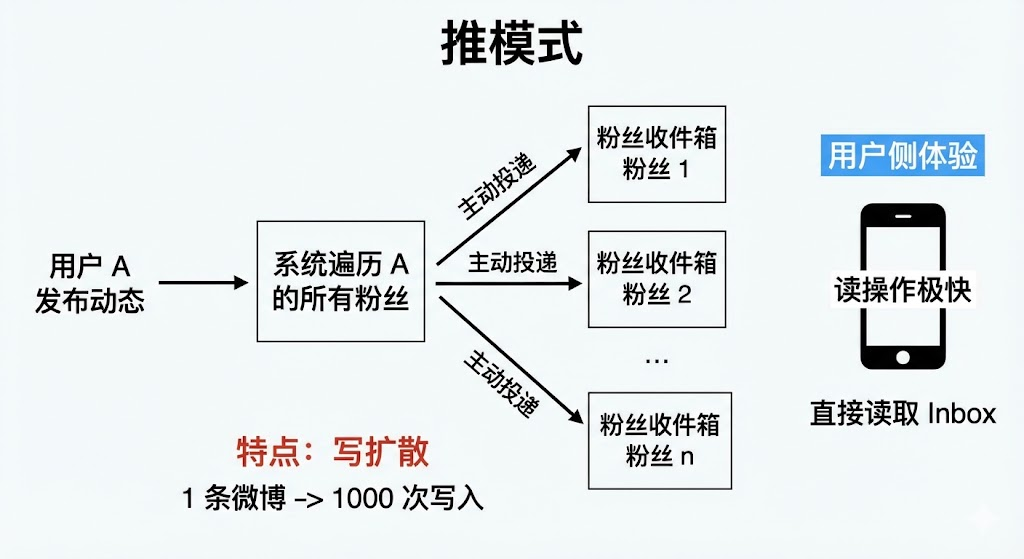 推模式
用户 A
发布动态
系统遍历 A
的所有粉丝
主动投递
主动投递
主动投递
粉丝收件箱
粉丝 1
粉丝收件箱
粉丝 2
...
粉丝收件箱
粉丝 n
用户侧体验
读操作极快
直接读取 Inbox
特点：写扩散
1 条微博 –> 1000 次写入